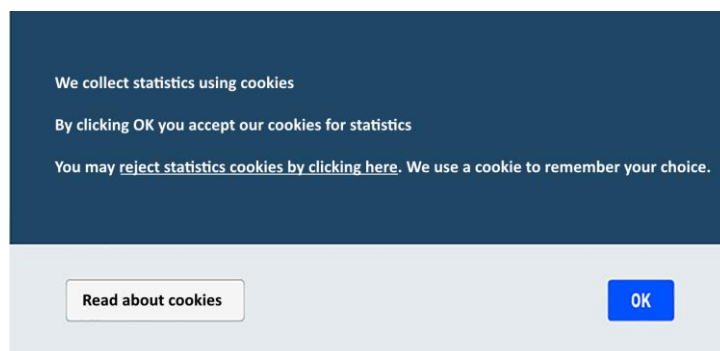 We collect statistics using cookies
By clicking OK you accept our cookies for statistics
You may reject statistics cookies by clicking here. We use a cookie to remember your choice.
Read about cookies
OK